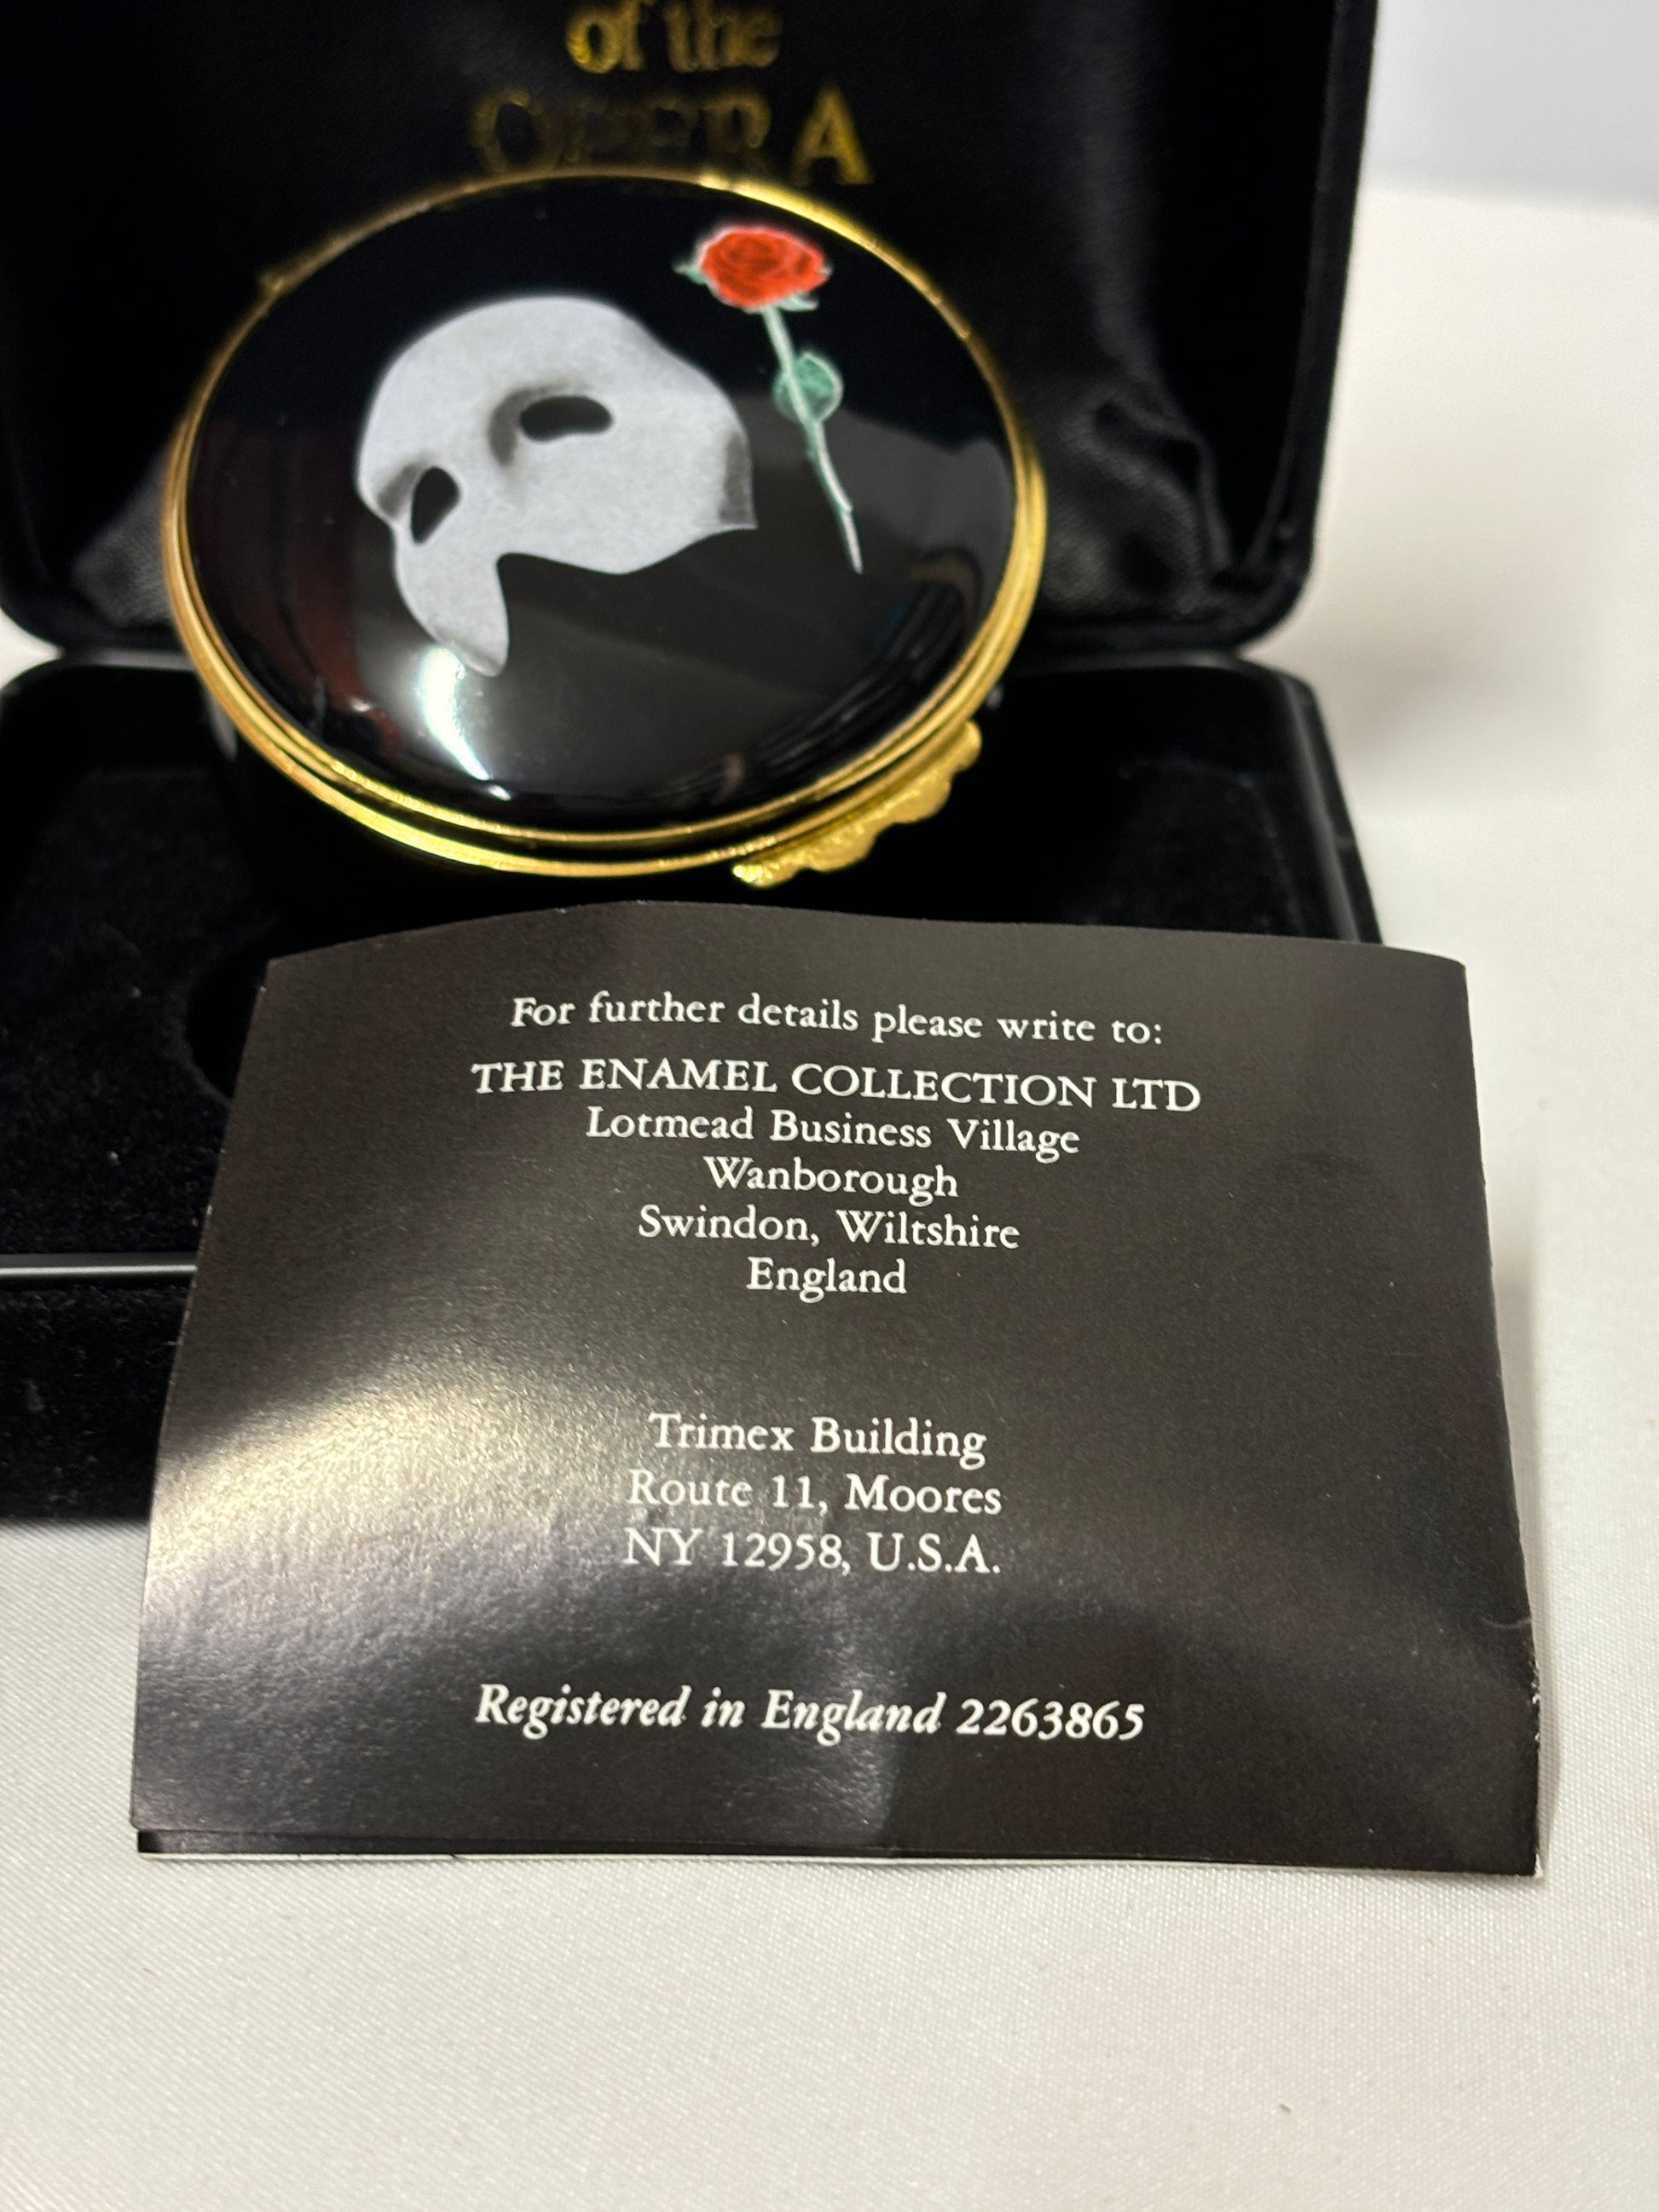 of the
OPERA
For further details please write to:
THE ENAMEL COLLECTION LTD
Lotmead Business Village
Wanborough
Swindon, Wiltshire
England
Trimex Building
Route 11, Moores
NY 12958, U.S.A.
Registered in England 2263865